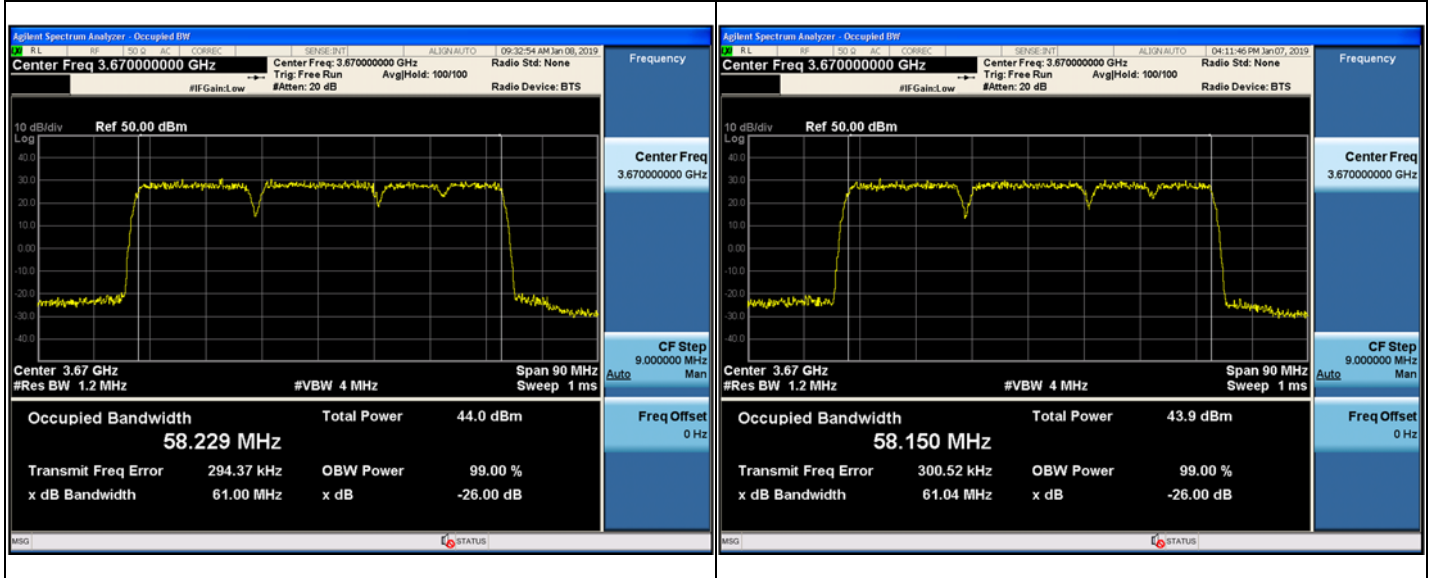 Agilent Spectrum Analyzer - Occupied BW
RL RF 50 Ω AC CORREC SENSE:INT ALIGNAUTO 09:32:54 AM Jan 08, 2019
Center Freq 3.670000000 GHz
Center Freq: 3.670000000 GHz
Radio Std: None
Trig: Free Run Avg|Hold: 100/100
#IFGain:Low #Atten: 20 dB Radio Device: BTS
10 dB/div Ref 50.00 dBm
Log
40.0
30.0
20.0
10.0
0.00
-10.0
-20.0
-30.0
-40.0
Center 3.67 GHz Span 90 MHz
#Res BW 1.2 MHz #VBW 4 MHz Sweep 1 ms
Occupied Bandwidth Total Power 44.0 dBm
58.229 MHz
Transmit Freq Error 294.37 kHz OBW Power 99.00 %
x dB Bandwidth 61.00 MHz x dB -26.00 dB
MSG STATUS
Frequency
Center Freq
3.670000000 GHz
CF Step
9.000000 MHz
Auto Man
Freq Offset
0 Hz
Agilent Spectrum Analyzer - Occupied BW
RL RF 50 Ω AC CORREC SENSE:INT ALIGNAUTO 04:11:46 PM Jan 07, 2019
Center Freq 3.670000000 GHz
Center Freq: 3.670000000 GHz
Radio Std: None
Trig: Free Run Avg|Hold: 100/100
#IFGain:Low #Atten: 20 dB Radio Device: BTS
10 dB/div Ref 50.00 dBm
Log
40.0
30.0
20.0
10.0
0.00
-10.0
-20.0
-30.0
-40.0
Center 3.67 GHz Span 90 MHz
#Res BW 1.2 MHz #VBW 4 MHz Sweep 1 ms
Occupied Bandwidth Total Power 43.9 dBm
58.150 MHz
Transmit Freq Error 300.52 kHz OBW Power 99.00 %
x dB Bandwidth 61.04 MHz x dB -26.00 dB
MSG STATUS
Frequency
Center Freq
3.670000000 GHz
CF Step
9.000000 MHz
Auto Man
Freq Offset
0 Hz